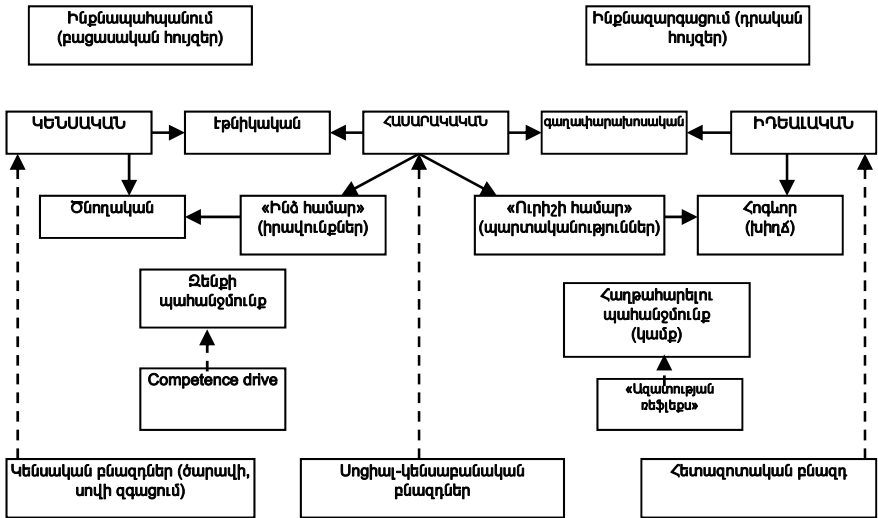 Ինքնապահպանում
(բացասական հույզեր)
Ինքնազարգացում (դրական
հույզեր)
ԿԵՆՍԱԿԱՆ
էթնիկական
ՀԱՍԱՐԱԿԱԿԱՆ
գաղափարախոսական
ԻԴԵԱԼԱԿԱՆ
Ծնողական
«Ինձ համար»
(իրավունքներ)
«Ուրիշի համար»
(պարտականություններ)
Հոգևոր
(խիղճ)
Զենքի
պահանջմունք
Հաղթահարելու
պահանջմունք
(կամք)
Competence drive
«Ազատության
ռեֆլեքս»
Կենսական բնազդներ (ծարավի,
սովի զգացում)
Սոցիալ-կենսաբանական
բնազդներ
Հետազոտական բնազդ